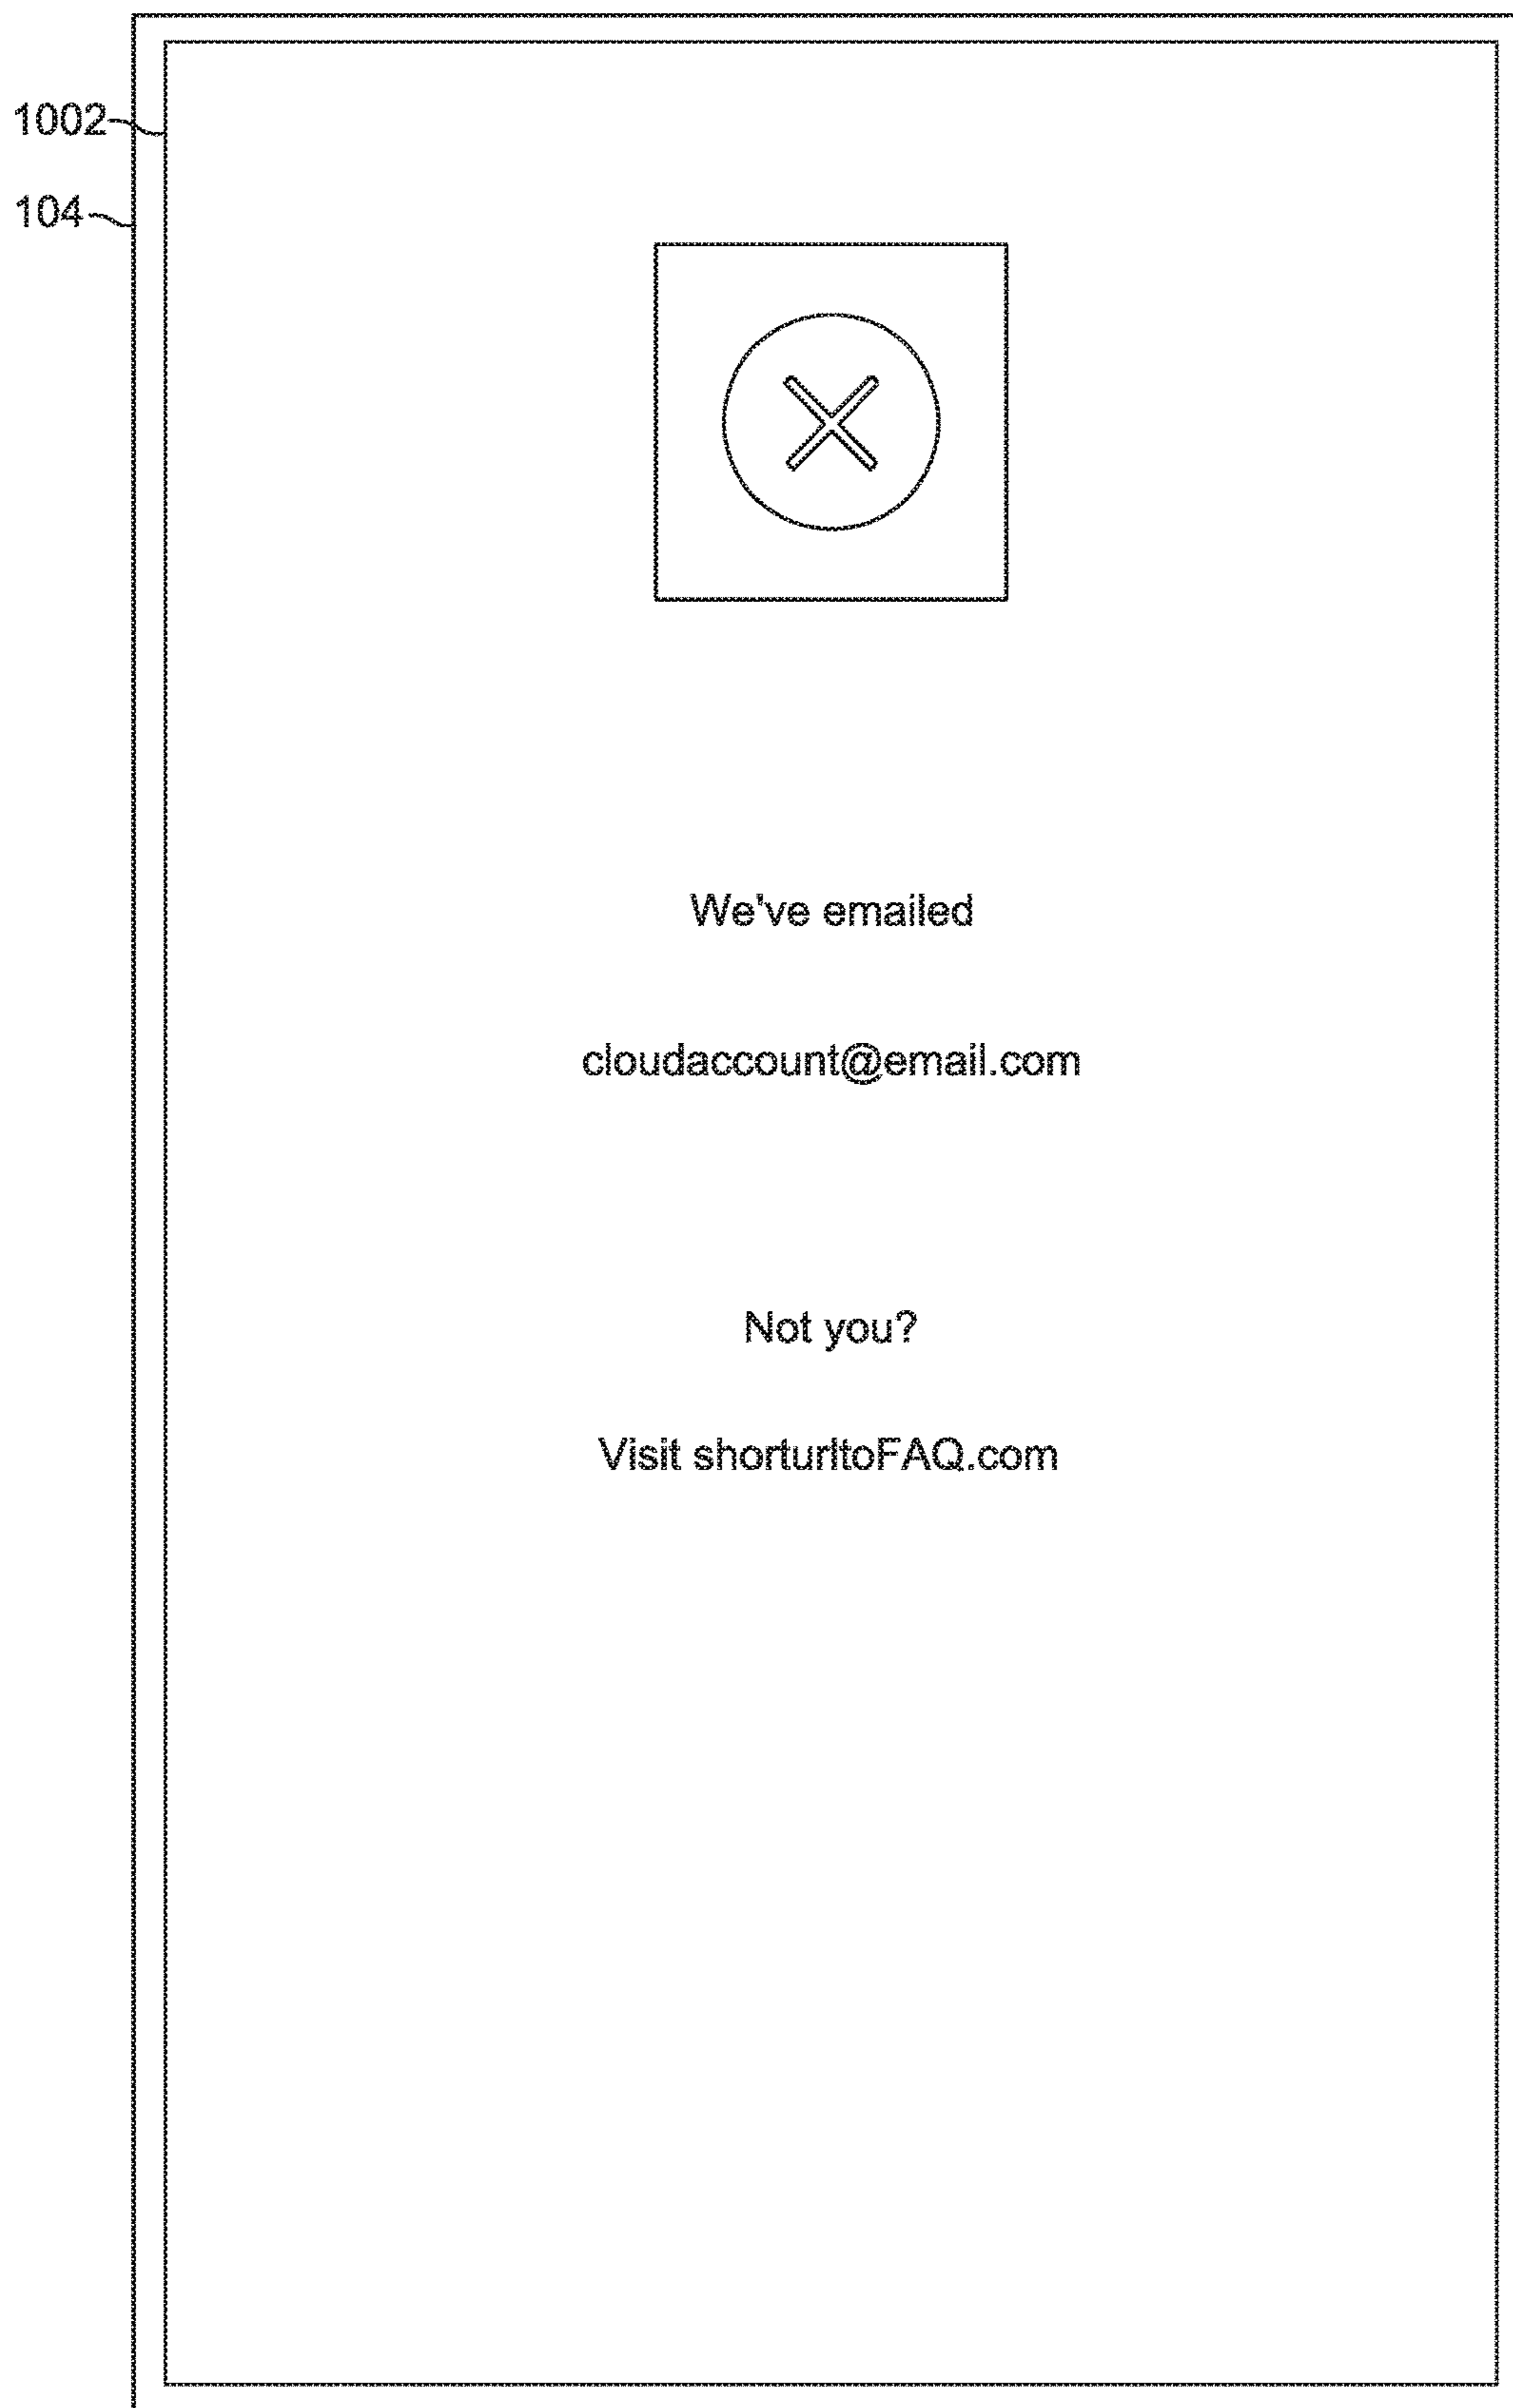 1002
104
We've emailed
cloudaccount@email.com
Not you?
Visit shorturltoFAQ.com